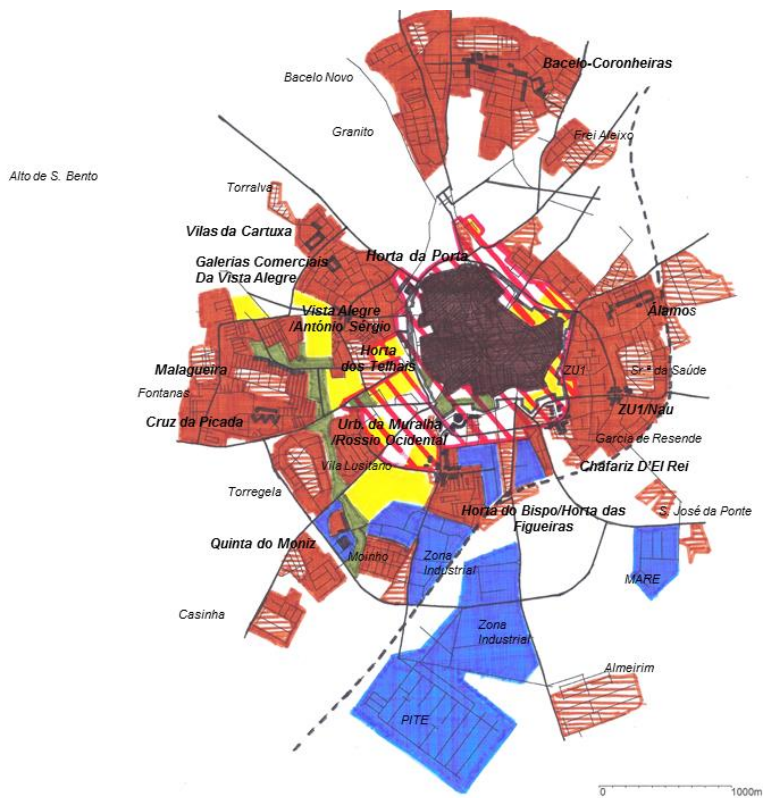 Bacelo-Coronheiras
Bacelo Novo
Granito
Frei Aleixo
Alto de S. Bento
Torralva
Vilas da Cartuxa
Horta da Porta
Galerias Comerciais
Da Vista Alegre
Vista Alegre
/António Sérgio
Álamos
Horta
dos Telhais
Malagueira
ZU1
Srª da Saúde
Fontanas
ZU1/Nau
Cruz da Picada
Urb. da Muralha
/Rossio Ocidental
Garcia de Resende
Vila Lusitano
Chafariz D'El Rei
Torregela
Horta do Bispo/Horta das
Figueiras
S. José da Ponte
Quinta do Moniz
Moinho
Zona
Industrial
MARE
Casinha
Zona
Industrial
Almeirim
PITE
0
1000m